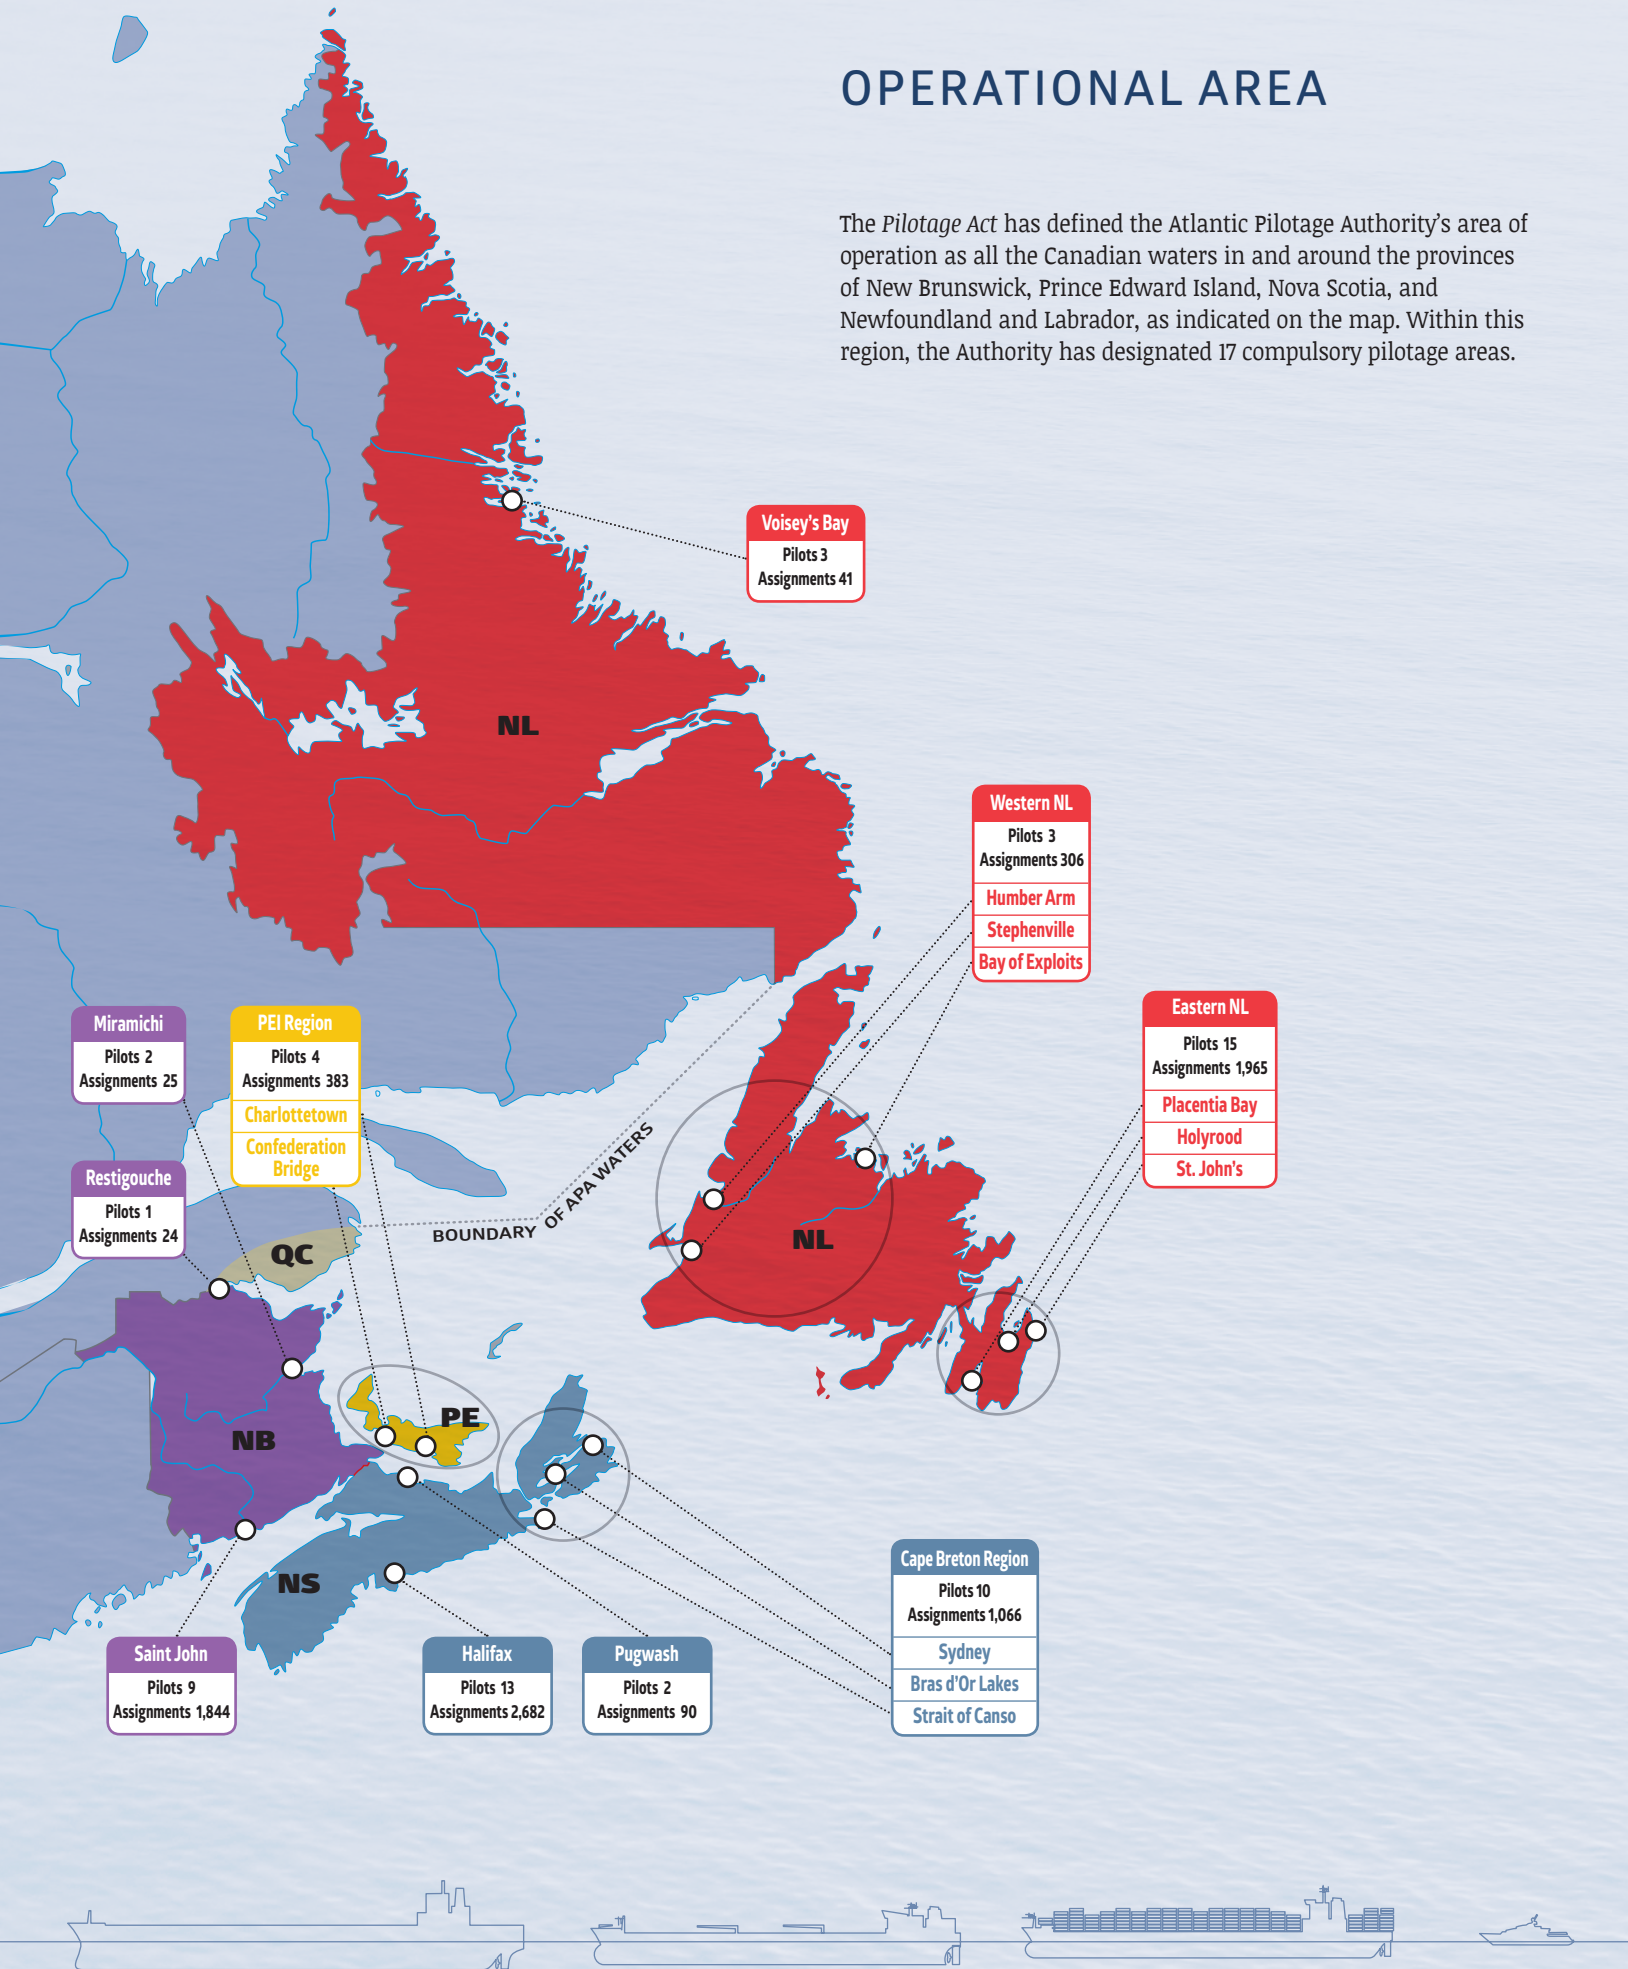 OPERATIONAL AREA
The Pilotage Act has defined the Atlantic Pilotage Authority’s area of
operation as all the Canadian waters in and around the provinces
of New Brunswick, Prince Edward Island, Nova Scotia, and
Newfoundland and Labrador, as indicated on the map. Within this
region, the Authority has designated 17 compulsory pilotage areas.
Voisey’s Bay
Pilots 3
Assignments 41
NL
Western NL
Pilots 3
Assignments 306
Humber Arm
Stephenville
Bay of Exploits
Eastern NL
Pilots 15
Assignments 1,965
Placentia Bay
Holyrood
St. John’s
Miramichi
Pilots 2
Assignments 25
PEI Region
Pilots 4
Assignments 383
Charlottetown
Confederation
Bridge
Restigouche
Pilots 1
Assignments 24
BOUNDARY OF APA WATERS
QC
NL
PE
NB
NS
Cape Breton Region
Pilots 10
Assignments 1,066
Sydney
Bras d’Or Lakes
Strait of Canso
Saint John
Pilots 9
Assignments 1,844
Halifax
Pilots 13
Assignments 2,682
Pugwash
Pilots 2
Assignments 90